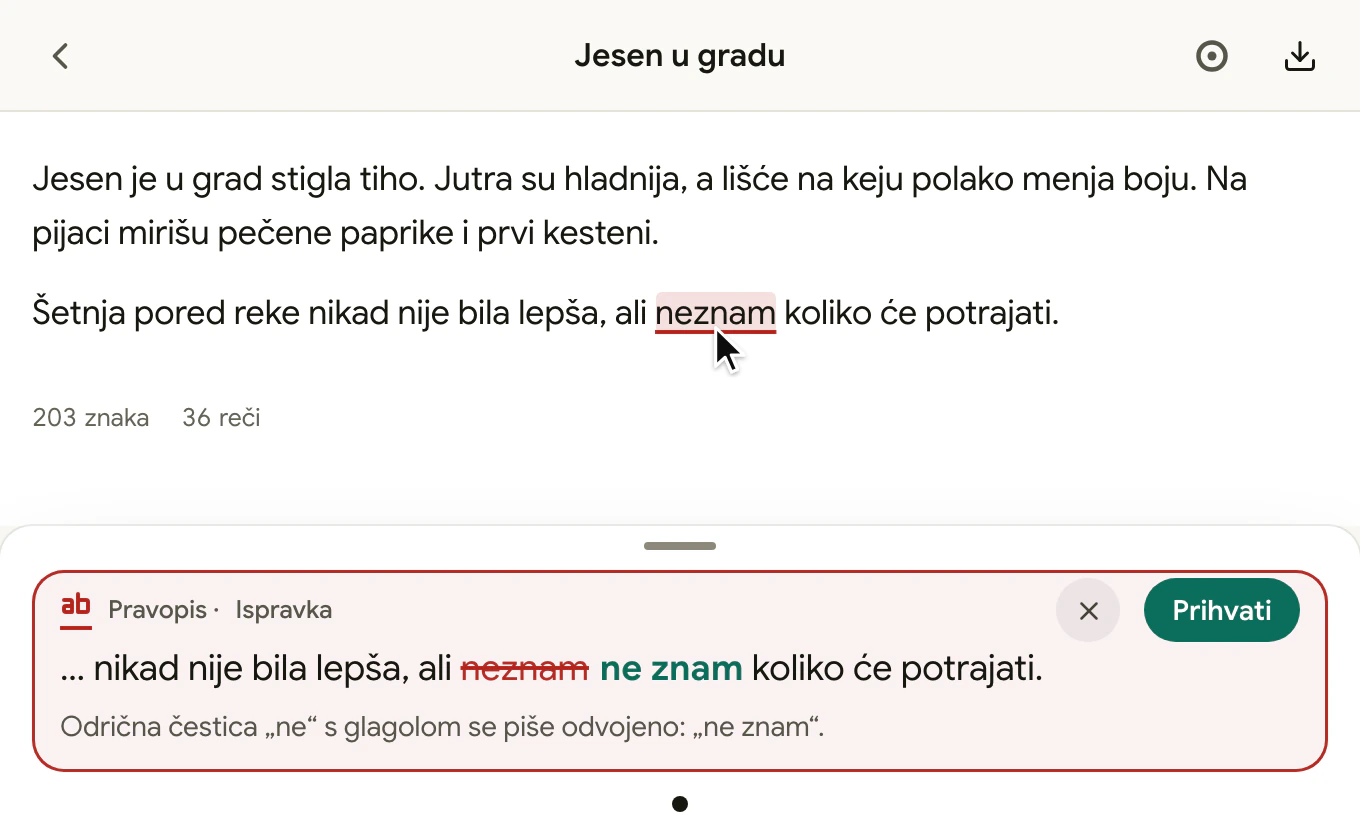 Jesen u gradu
Jesen je u grad stigla tiho. Jutra su hladnija, a lišće na keju polako menja boju. Na
pijaci mirišu pečene paprike i prvi kesteni.
Šetnja pored reke nikad nije bila lepša, ali neznam koliko će potrajati.
203 znaka 36 reči
ab Pravopis · Ispravka
Prihvati
... nikad nije bila lepša, ali neznam ne znam koliko će potrajati.
Odrična čestica „ne“ s glagolom se piše odvojeno: „ne znam“.